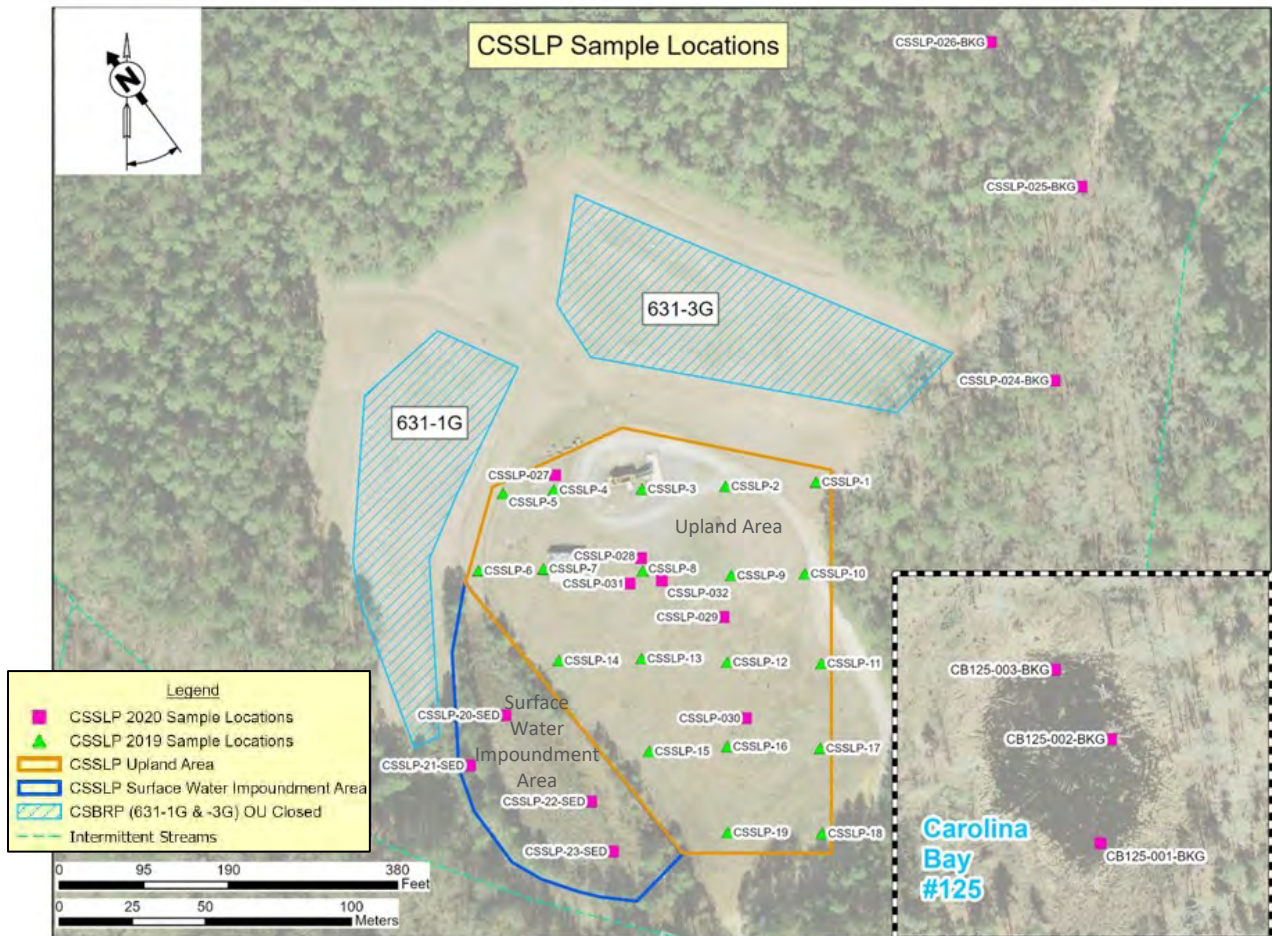 CSSLP Sample Locations
N
CSSLP-026-BKG
CSSLP-025-BKG
631-3G
CSSLP-024-BKG
631-1G
CSSLP-027
CSSLP-4
CSSLP-3
CSSLP-2
CSSLP-1
CSSLP-5
Upland Area
CSSLP-028
CSSLP-6
CSSLP-7
CSSLP-8
CSSLP-9
CSSLP-10
CSSLP-031
CSSLP-032
CSSLP-029
CSSLP-14
CSSLP-13
CSSLP-12
CSSLP-11
CSSLP-20-SED
Surface
Water
Impoundment
Area
CSSLP-030
CSSLP-15
CSSLP-16
CSSLP-17
CSSLP-21-SED
CSSLP-22-SED
CSSLP-19
CSSLP-18
CSSLP-23-SED
CB125-003-BKG
CB125-002-BKG
CB125-001-BKG
Carolina
Bay
#125
Legend
CSSLP 2020 Sample Locations
CSSLP 2019 Sample Locations
CSSLP Upland Area
CSSLP Surface Water Impoundment Area
CSBRP (631-1G & -3G) OU Closed
Intermittent Streams
0 95 190 380
Feet
0 25 50 100
Meters